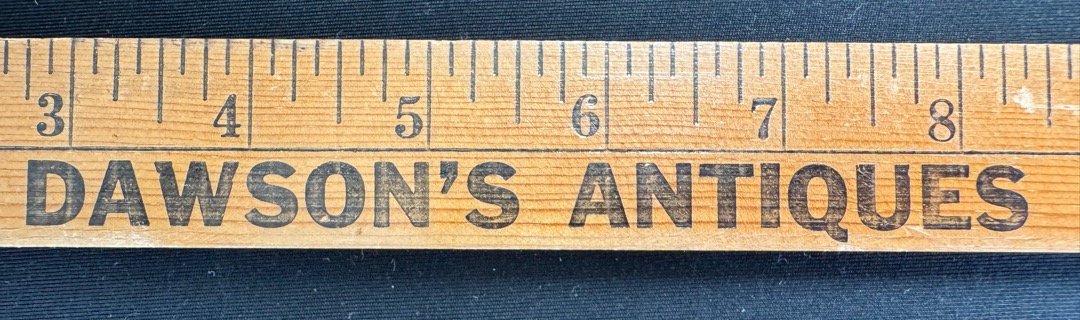 3 4 5 6 7 8
DAWSON'S ANTIQUES